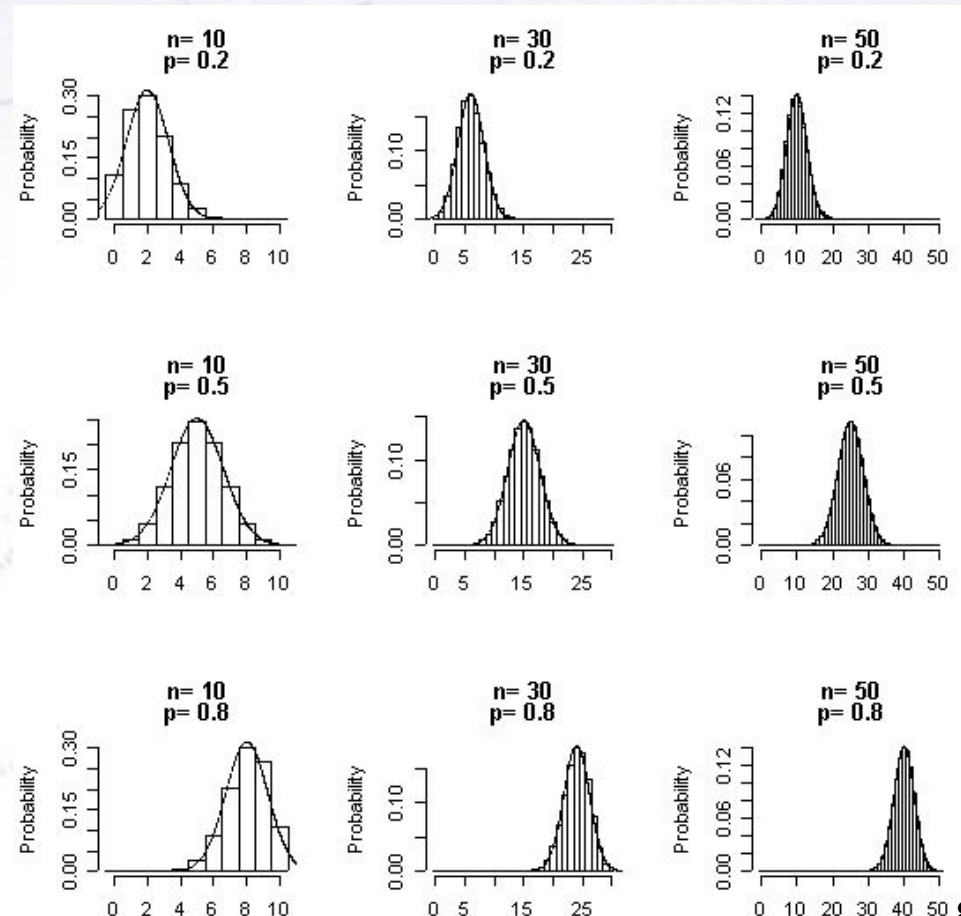 n= 10
p= 0.2
Probability
0.00 0.15 0.30
0 2 4 6 8 10
n= 30
p= 0.2
Probability
0.00 0.10
0 5 15 25
n= 50
p= 0.2
Probability
0.00 0.06 0.12
0 10 20 30 40 50
n= 10
p= 0.5
Probability
0.00 0.15
0 2 4 6 8 10
n= 30
p= 0.5
Probability
0.00 0.10
0 5 15 25
n= 50
p= 0.5
Probability
0.00 0.06
0 10 20 30 40 50
n= 10
p= 0.8
Probability
0.00 0.15 0.30
0 2 4 6 8 10
n= 30
p= 0.8
Probability
0.00 0.10
0 5 15 25
n= 50
p= 0.8
Probability
0.00 0.06 0.12
0 10 20 30 40 50